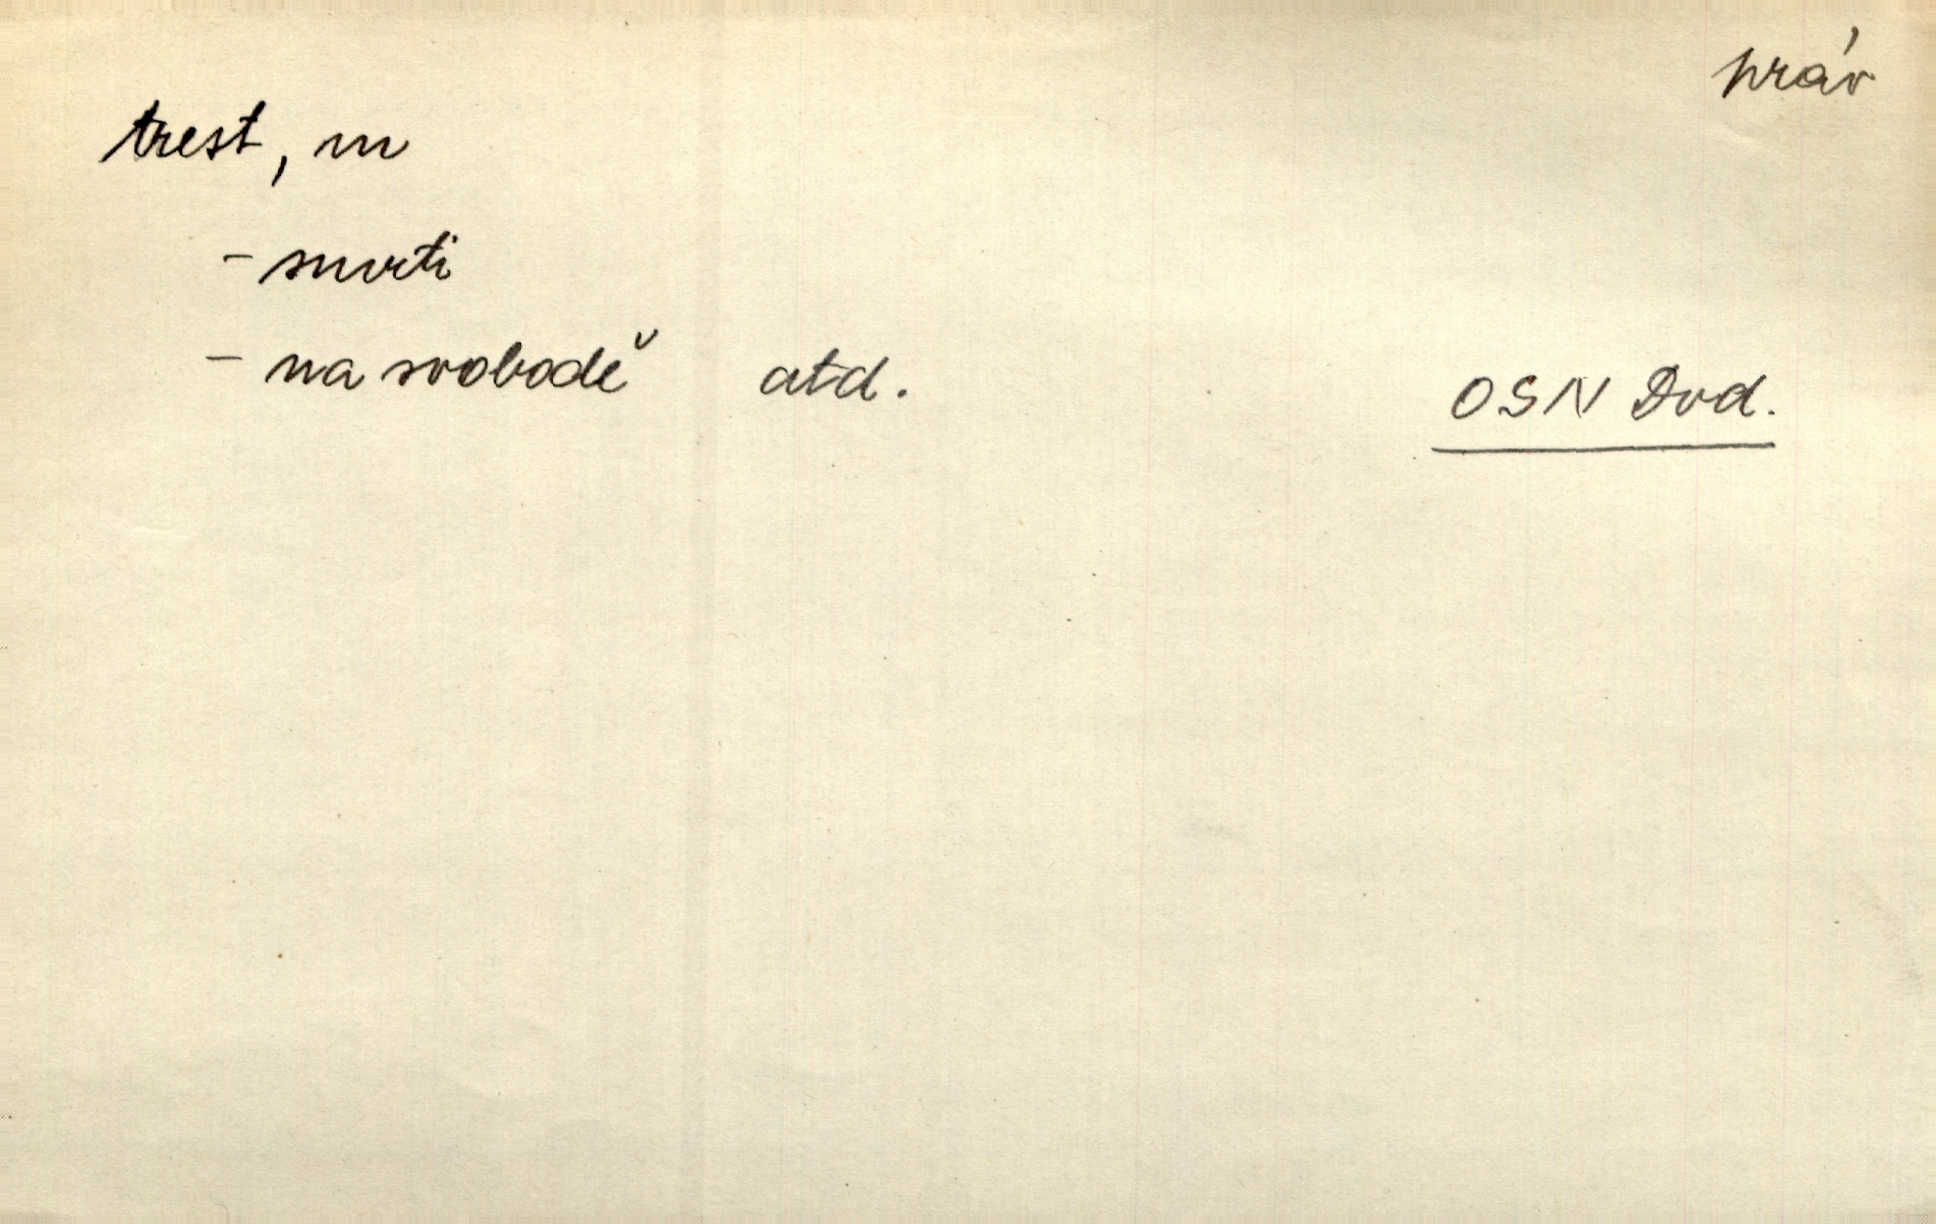 práv
trest, m
- smrti
- na svobodě atd.
OSN Dod.